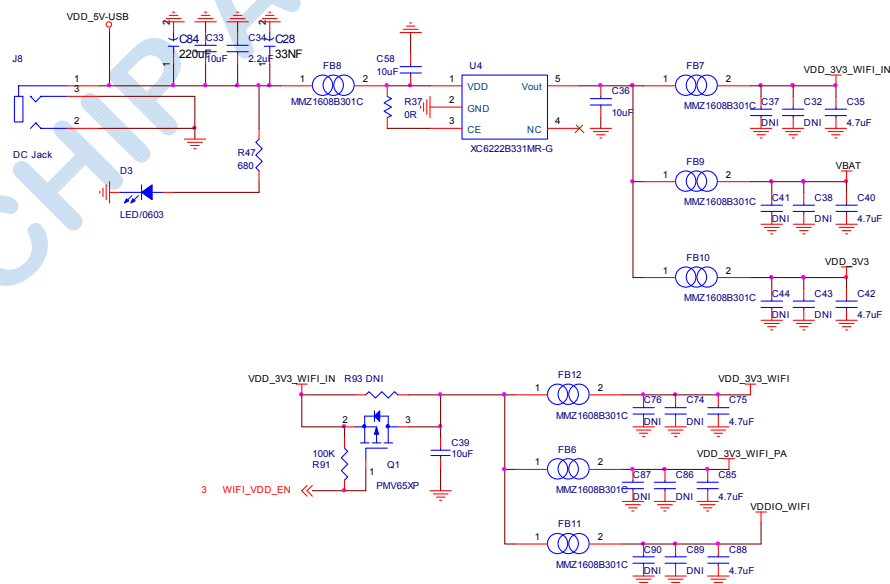 CHIP A
VDD_5V-USB
J8
1
3
2
DC Jack
2
C84
220uF
1
C33
10uF
2
C34
2.2uF
1
C28
33NF
R47
680
D3
LED/0603
FB8
1
2
MMZ1608B301C
C58
10uF
R37
0R
U4
1
VDD
Vout
5
2
GND
3
CE
NC
4
XC6222B331MR-G
C36
10uF
FB7
1
2
MMZ1608B301C
VDD_3V3_WIFI_IN
C37
DNI
C32
DNI
C35
4.7uF
FB9
1
2
MMZ1608B301C
VBAT
C41
DNI
C38
DNI
C40
4.7uF
FB10
1
2
MMZ1608B301C
VDD_3V3
C44
DNI
C43
DNI
C42
4.7uF
VDD_3V3_WIFI_IN
R93 DNI
2
3
100K
R91
1
Q1
PMV65XP
3 WIFI_VDD_EN
C39
10uF
FB12
1
2
MMZ1608B301C
VDD_3V3_WIFI
C76
DNI
C74
DNI
C75
4.7uF
FB6
1
2
MMZ1608B301C
VDD_3V3_WIFI_PA
C87
DNI
C86
DNI
C85
4.7uF
FB11
1
2
MMZ1608B301C
VDDIO_WIFI
C90
DNI
C89
DNI
C88
4.7uF